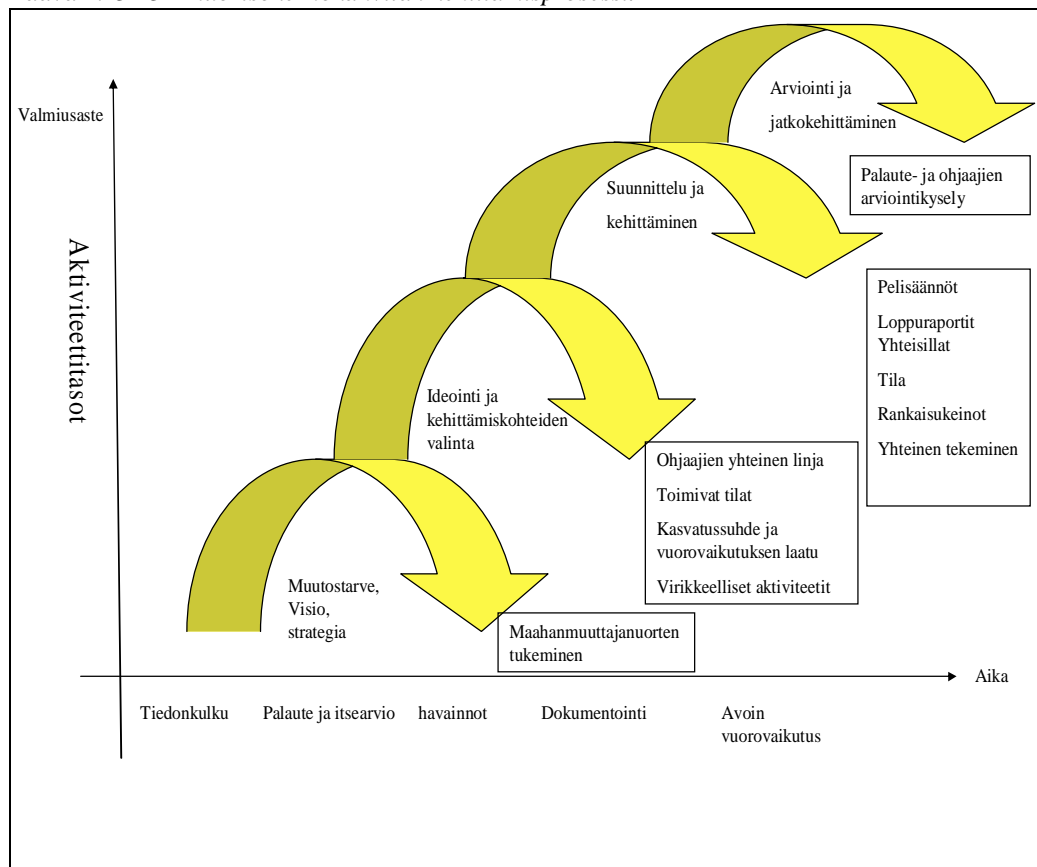 Valmiusaste
Aktiviteettitasot
Arviointi ja
jatkokehittäminen
Palaute- ja ohjaajien
arviointikysely
Suunnittelu ja
kehittäminen
Pelisäännöt
Loppuraportit
Yhteisillat
Tila
Rankaisukeinot
Yhteinen tekeminen
Ideointi ja
kehittämiskohteiden
valinta
Ohjaajien yhteinen linja
Toimivat tilat
Kasvatussuhde ja
vuorovaikutuksen laatu
Virikkeelliset aktiviteetit
Muutostarve,
Visio,
strategia
Maahanmuuttajanuorten
tukeminen
Aika
Tiedonkulku Palaute ja itsearvio havainnot Dokumentointi Avoin
vuorovaikutus